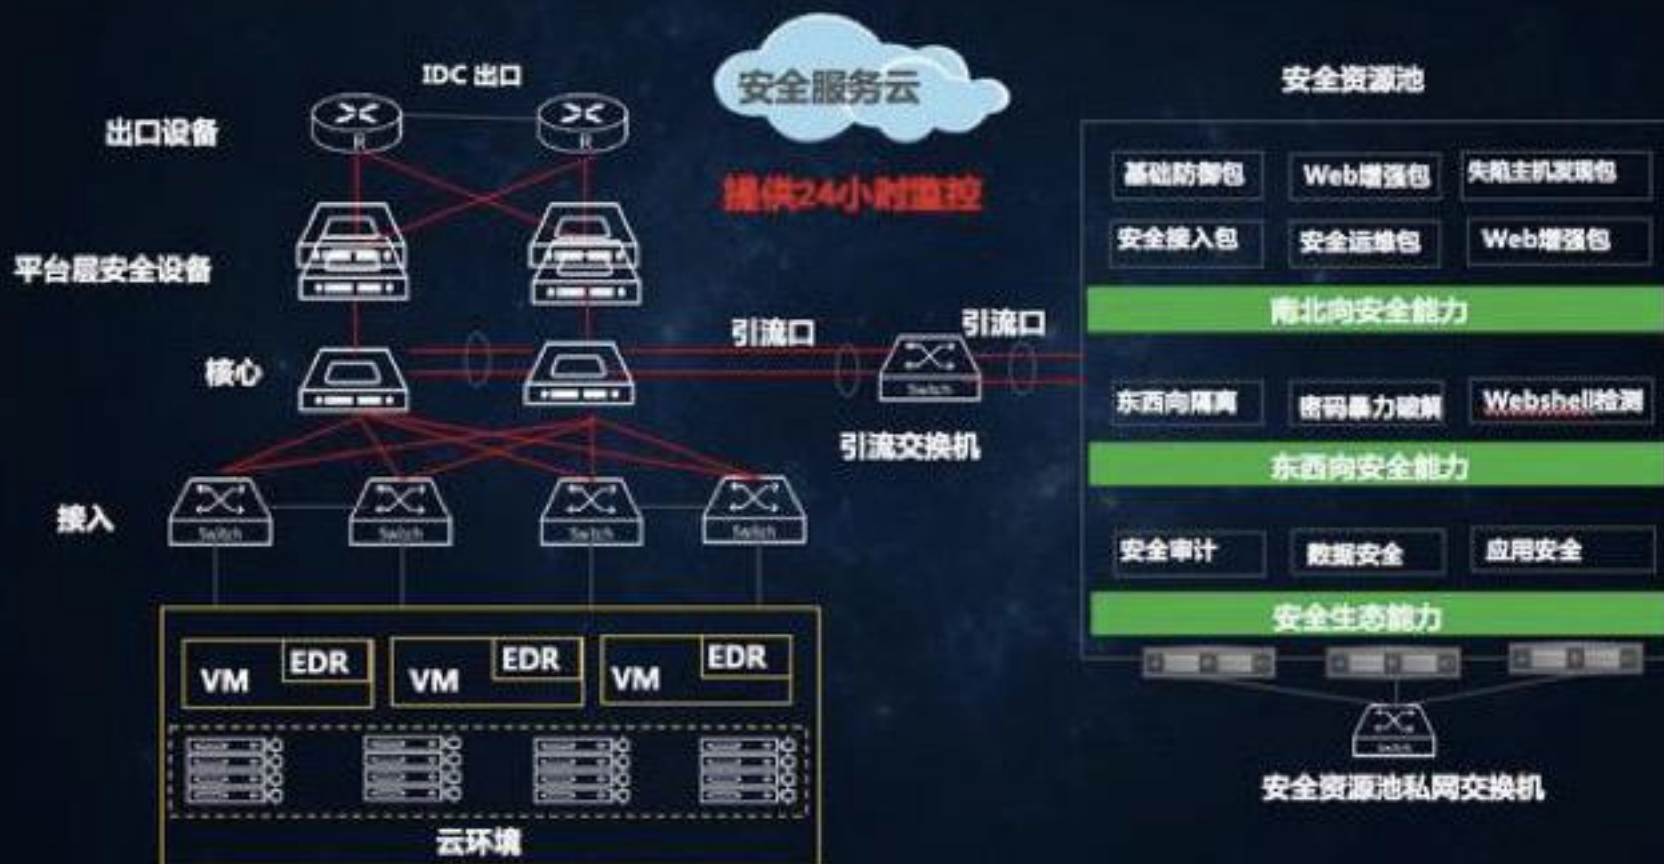 IDC 出口
安全服务云
安全资源池
出口设备
R
R
提供24小时监控
基础防御包
Web增强包
失陷主机发现包
安全接入包
安全运维包
Web增强包
平台层安全设备
南北向安全能力
引流口
引流口
核心
Switch
东西向隔离
密码暴力破解
Webshell检测
引流交换机
东西向安全能力
接入
Switch
Switch
Switch
Switch
安全审计
数据安全
应用安全
安全生态能力
VM
EDR
VM
EDR
VM
EDR
Switch
安全资源池私网交换机
云环境